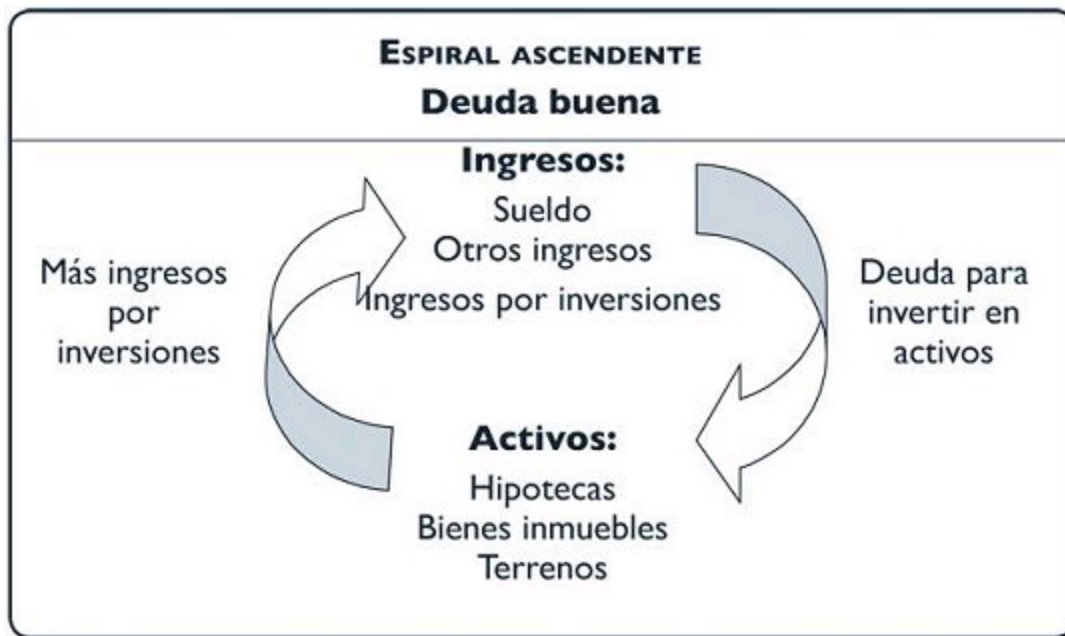 ESPIRAL ASCENDENTE
Deuda buena
Ingresos:
Sueldo
Otros ingresos
Ingresos por inversiones
Más ingresos
por
inversiones
Deuda para
invertir en
activos
Activos:
Hipotecas
Bienes inmuebles
Terrenos